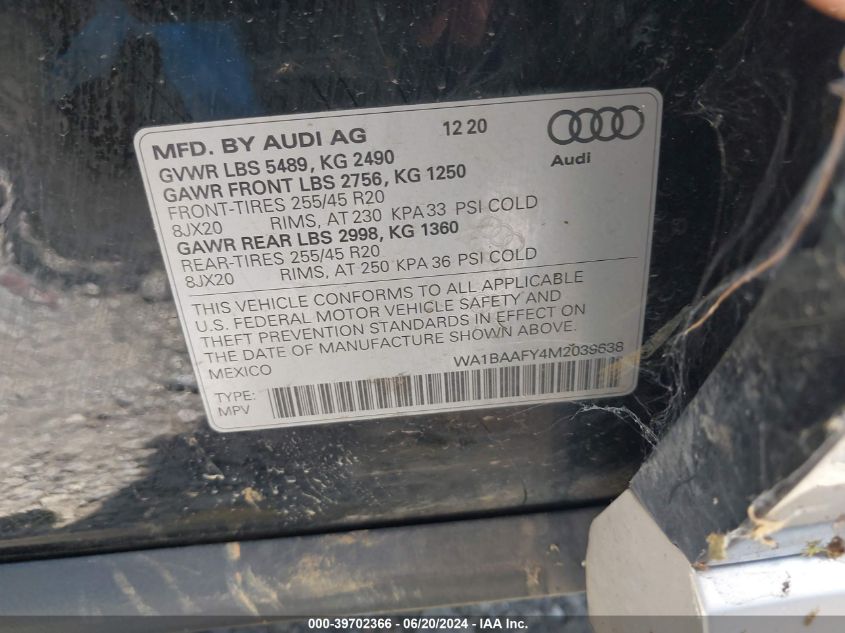 MFD. BY AUDI AG 12 20
Audi
GVWR LBS 5489, KG 2490
GAWR FRONT LBS 2756, KG 1250
FRONT-TIRES 255/45 R20
8JX20 RIMS, AT 230 KPA 33 PSI COLD
GAWR REAR LBS 2998, KG 1360
REAR-TIRES 255/45 R20
8JX20 RIMS, AT 250 KPA 36 PSI COLD
THIS VEHICLE CONFORMS TO ALL APPLICABLE
U.S. FEDERAL MOTOR VEHICLE SAFETY AND
THEFT PREVENTION STANDARDS IN EFFECT ON
THE DATE OF MANUFACTURE SHOWN ABOVE.
MEXICO WA1BAAFY4M2039638
TYPE:
MPV
000-39702366 - 06/20/2024 - WA - ENS.